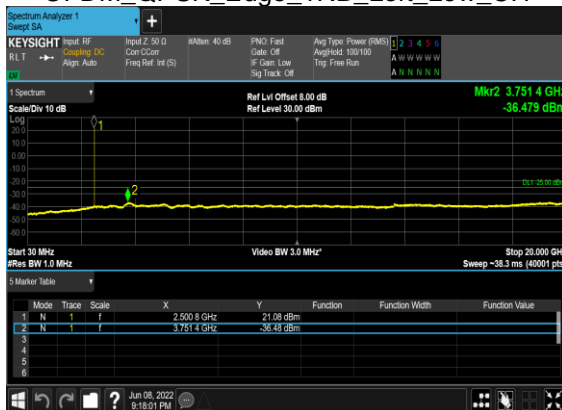 Spectrum Analyzer 1
Swept SA
KEYSIGHT Input: RF Input Z: 50 Ω #Atten: 40 dB PNO: Fast Avg Type: Power (RMS) 1 2 3 4 5 6
RLT Coupling: DC Corr CCorr Gate: Off Avg|Hold: 100/100 A W W W W W
Align: Auto Freq Ref: Int (S) IF Gain: Low Trig: Free Run
Sig Track: Off A N N N N N
1 Spectrum Ref Lvl Offset 8.00 dB Mkr2 3.751 4 GHz
Scale/Div 10 dB Ref Level 30.00 dBm -36.479 dBm
Log
20.0 1
10.0
0.00
-10.0
-20.0 DL1 -25.00 dBm
-30.0 2
-40.0
-50.0
-60.0
Start 30 MHz Video BW 3.0 MHz* Stop 20.000 GHz
#Res BW 1.0 MHz Sweep ~38.3 ms (40001 pts)
5 Marker Table
Mode Trace Scale X Y Function Function Width Function Value
1 N 1 f 2.500 8 GHz 21.08 dBm
2 N 1 f 3.751 4 GHz -36.48 dBm
3
4
5
6
? Jun 08, 2022
9:18:01 PM